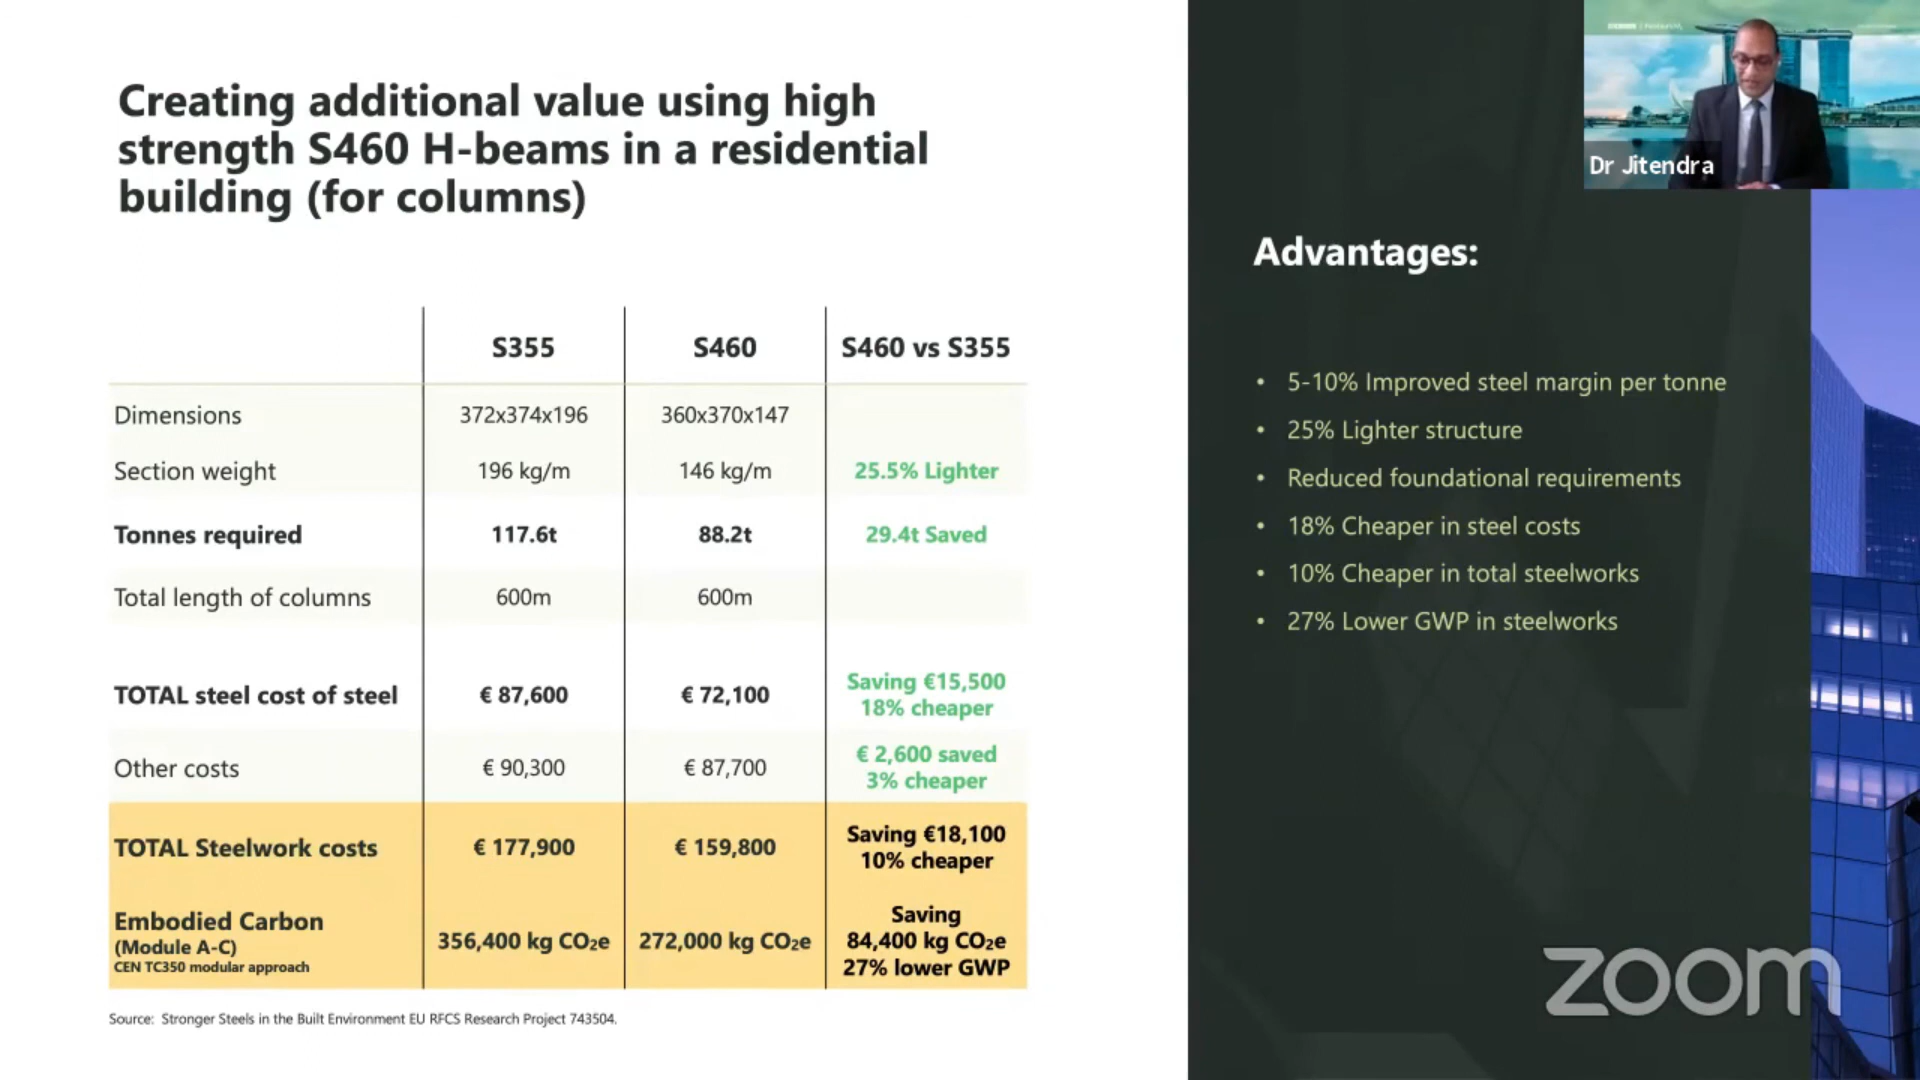 Creating additional value using high
strength S460 H-beams in a residential
building (for columns)
S355 S460 S460 vs S355
Dimensions 372x374x196 360x370x147
Section weight 196 kg/m 146 kg/m 25.5% Lighter
Tonnes required 117.6t 88.2t 29.4t Saved
Total length of columns 600m 600m
TOTAL steel cost of steel € 87,600 € 72,100 Saving €15,500
18% cheaper
Other costs € 90,300 € 87,700 € 2,600 saved
3% cheaper
TOTAL Steelwork costs € 177,900 € 159,800 Saving €18,100
10% cheaper
Embodied Carbon
(Module A-C)
CEN TC350 modular approach
356,400 kg CO2e 272,000 kg CO2e Saving
84,400 kg CO2e
27% lower GWP
Source: Stronger Steels in the Built Environment EU RFCS Research Project 743504.
Dr Jitendra
Advantages:
• 5-10% Improved steel margin per tonne
• 25% Lighter structure
• Reduced foundational requirements
• 18% Cheaper in steel costs
• 10% Cheaper in total steelworks
• 27% Lower GWP in steelworks
zoom